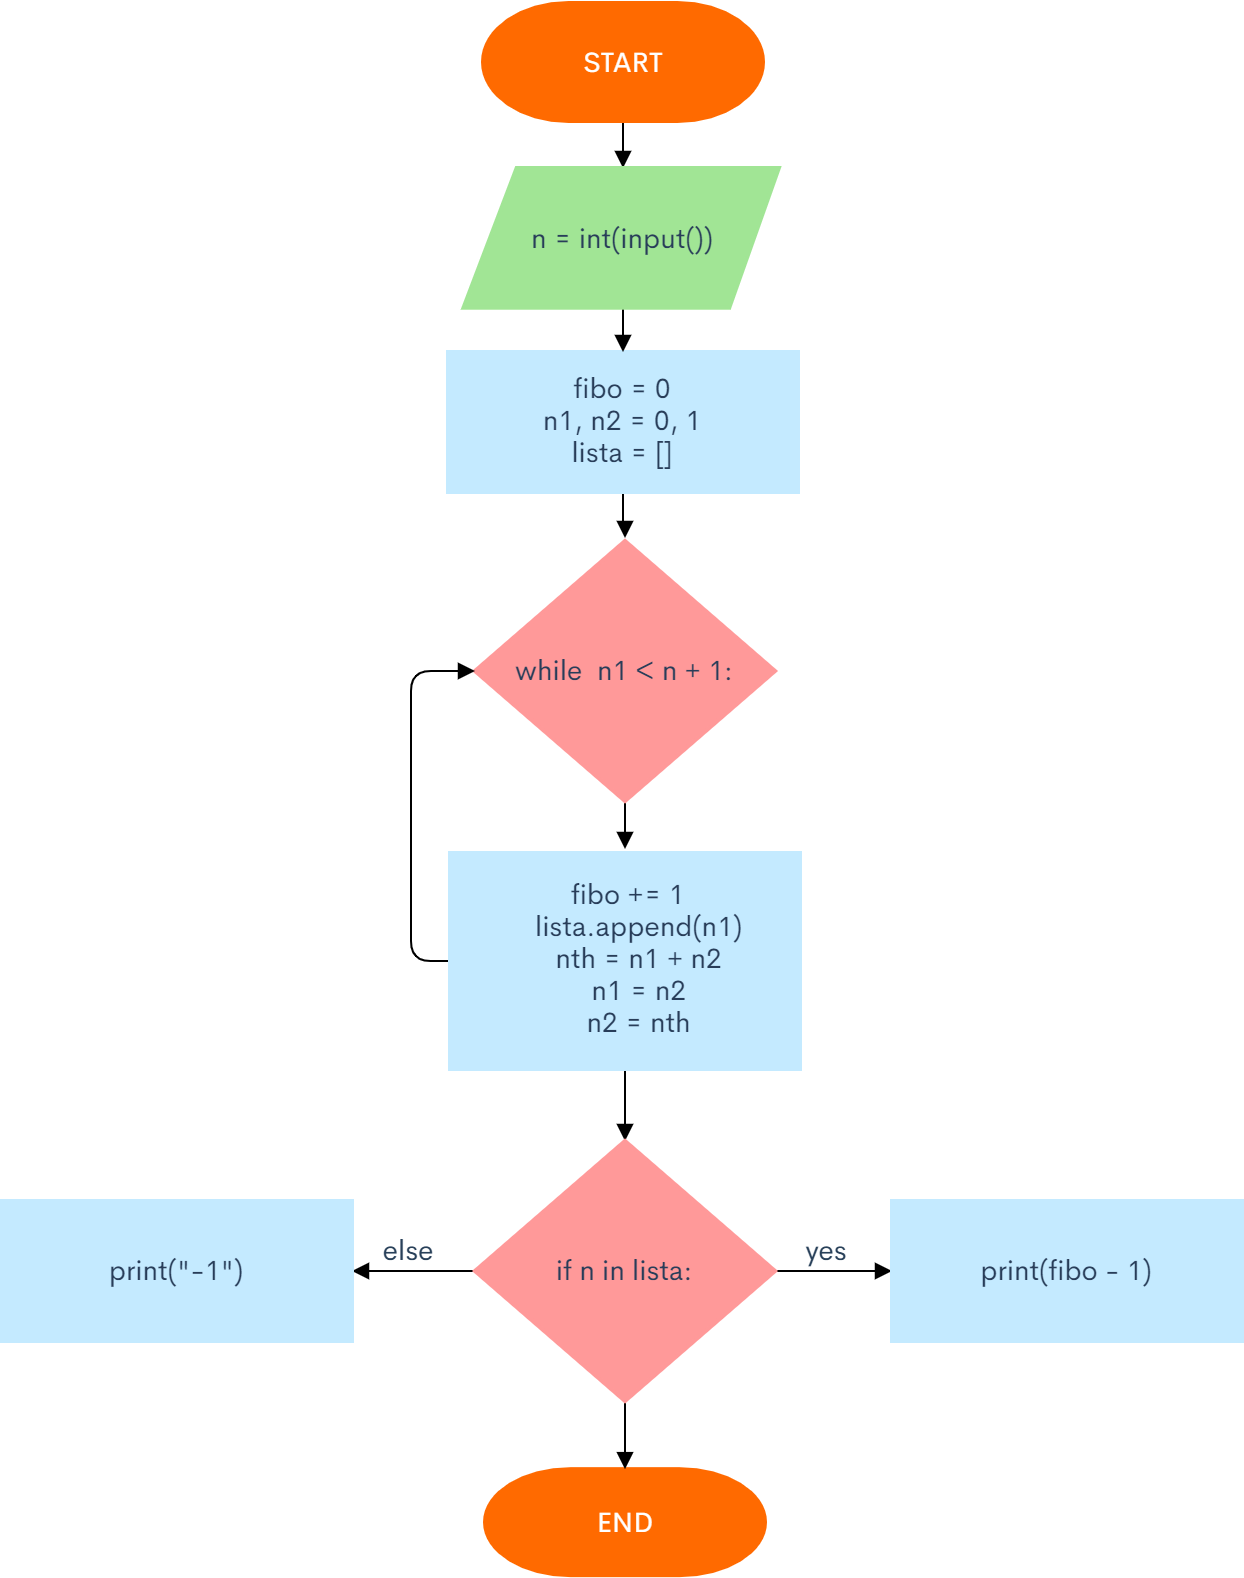 START
n = int(input())
fibo = 0
n1, n2 = 0, 1
lista = []
while  n1 < n + 1:
fibo += 1
lista.append(n1)
nth = n1 + n2
n1 = n2
n2 = nth
else
yes
print("-1")
if n in lista:
print(fibo - 1)
END